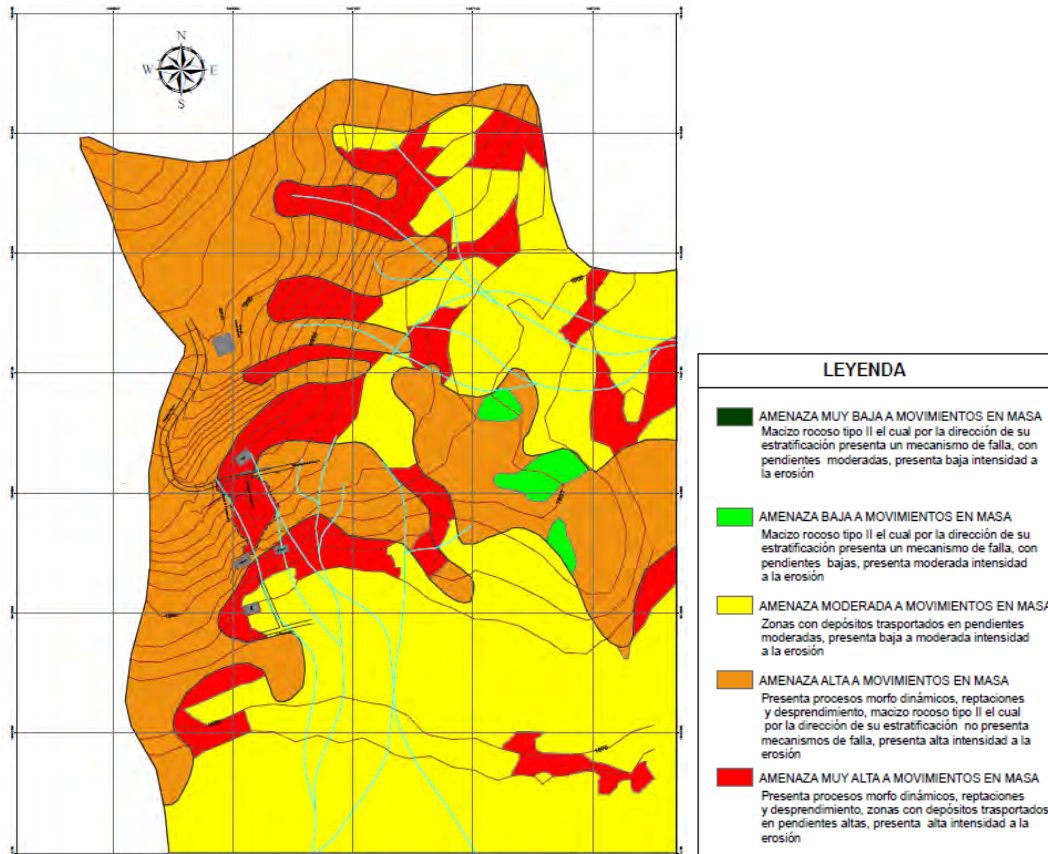 N
W
E
S
LEYENDA
AMENAZA MUY BAJA A MOVIMIENTOS EN MASA
Macizo rocoso tipo II el cual por la dirección de su
estratificación presenta un mecanismo de falla, con
pendientes moderadas, presenta baja intensidad a
la erosión
AMENAZA BAJA A MOVIMIENTOS EN MASA
Macizo rocoso tipo II el cual por la dirección de su
estratificación presenta un mecanismo de falla, con
pendientes bajas, presenta moderada intensidad
a la erosión
AMENAZA MODERADA A MOVIMIENTOS EN MASA
Zonas con depósitos trasportados en pendientes
moderadas, presenta baja a moderada intensidad
a la erosión
AMENAZA ALTA A MOVIMIENTOS EN MASA
Presenta procesos morfo dinámicos, reptaciones
y desprendimiento, macizo rocoso tipo II el cual
por la dirección de su estratificación no presenta
mecanismos de falla, presenta alta intensidad a la
erosión
AMENAZA MUY ALTA A MOVIMIENTOS EN MASA
Presenta procesos morfo dinámicos, reptaciones
y desprendimiento, zonas con depósitos trasportados
en pendientes altas, presenta alta intensidad a la
erosión